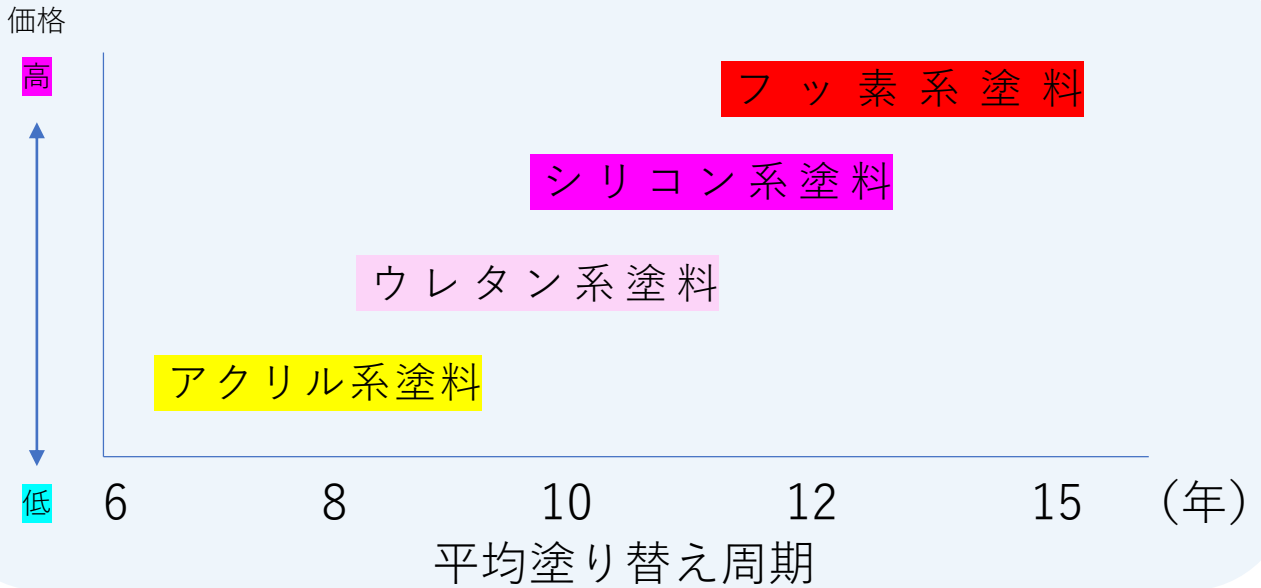 価格
高
フッ素系塗料
シリコン系塗料
ウレタン系塗料
アクリル系塗料
低
6 8 10 12 15 (年)
平均塗り替え周期